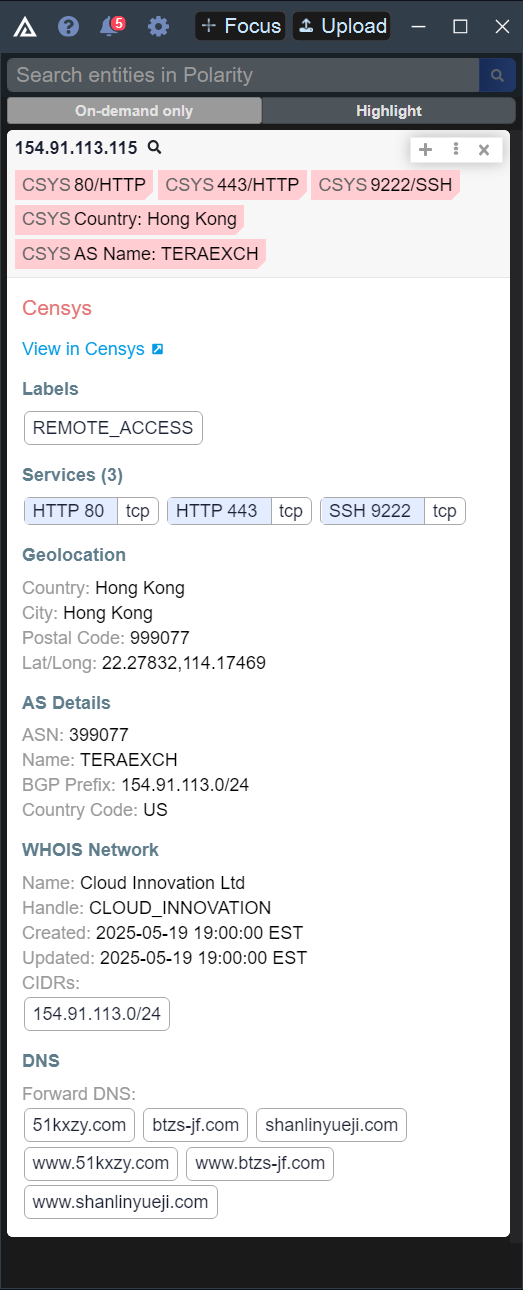 5 Focus Upload
Search entities in Polarity
On-demand only Highlight
154.91.113.115
CSYS 80/HTTP CSYS 443/HTTP CSYS 9222/SSH
CSYS Country: Hong Kong
CSYS AS Name: TERAEXCH
Censys
View in Censys
Labels
REMOTE_ACCESS
Services (3)
HTTP 80 tcp HTTP 443 tcp SSH 9222 tcp
Geolocation
Country: Hong Kong
City: Hong Kong
Postal Code: 999077
Lat/Long: 22.27832,114.17469
AS Details
ASN: 399077
Name: TERAEXCH
BGP Prefix: 154.91.113.0/24
Country Code: US
WHOIS Network
Name: Cloud Innovation Ltd
Handle: CLOUD_INNOVATION
Created: 2025-05-19 19:00:00 EST
Updated: 2025-05-19 19:00:00 EST
CIDRs:
154.91.113.0/24
DNS
Forward DNS:
51kxzy.com btzs-jf.com shanlinyueji.com
www.51kxzy.com www.btzs-jf.com
www.shanlinyueji.com